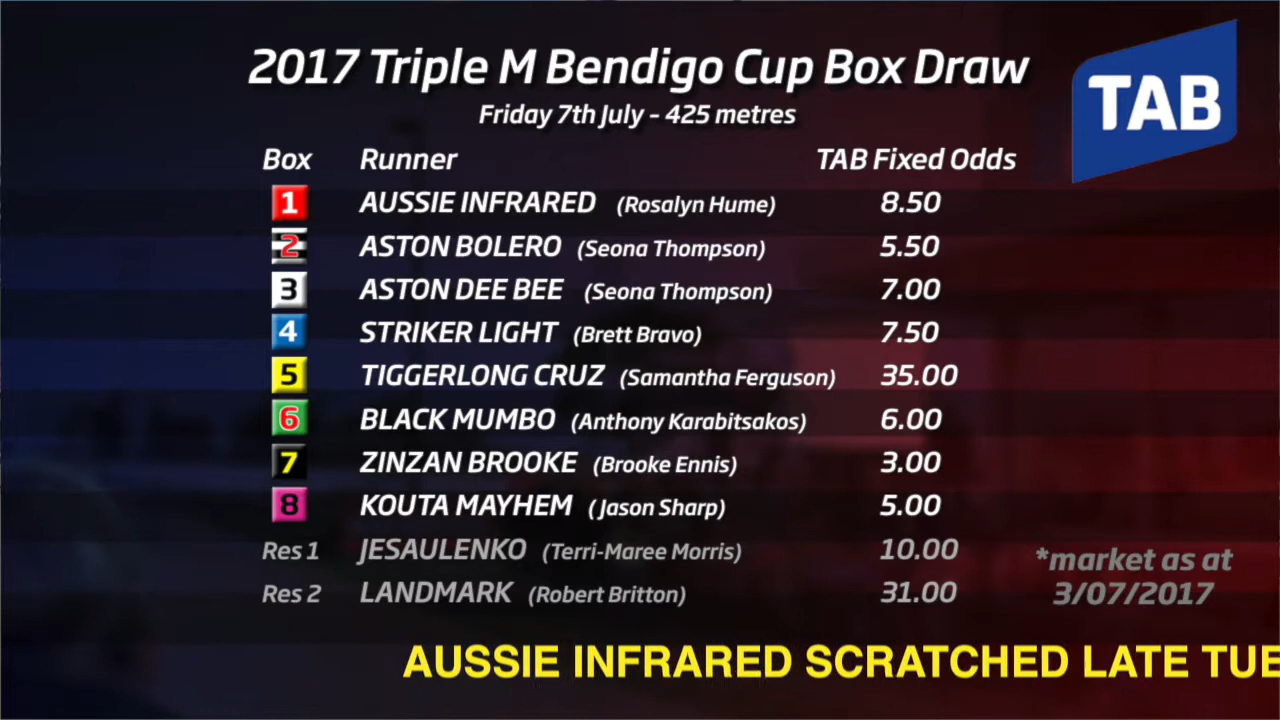 2017 Triple M Bendigo Cup Box Draw
TAB
Friday 7th July - 425 metres
Box Runner TAB Fixed Odds
1 AUSSIE INFRARED (Rosalyn Hume) 8.50
2 ASTON BOLERO (Seona Thompson) 5.50
3 ASTON DEE BEE (Seona Thompson) 7.00
4 STRIKER LIGHT (Brett Bravo) 7.50
5 TIGGERLONG CRUZ (Samantha Ferguson) 35.00
6 BLACK MUMBO (Anthony Karabitsakos) 6.00
7 ZINZAN BROOKE (Brooke Ennis) 3.00
8 KOUTA MAYHEM (Jason Sharp) 5.00
Res 1 JESAULENKO (Terri-Maree Morris) 10.00
Res 2 LANDMARK (Robert Britton) 31.00
*market as at
3/07/2017
AUSSIE INFRARED SCRATCHED LATE TUE